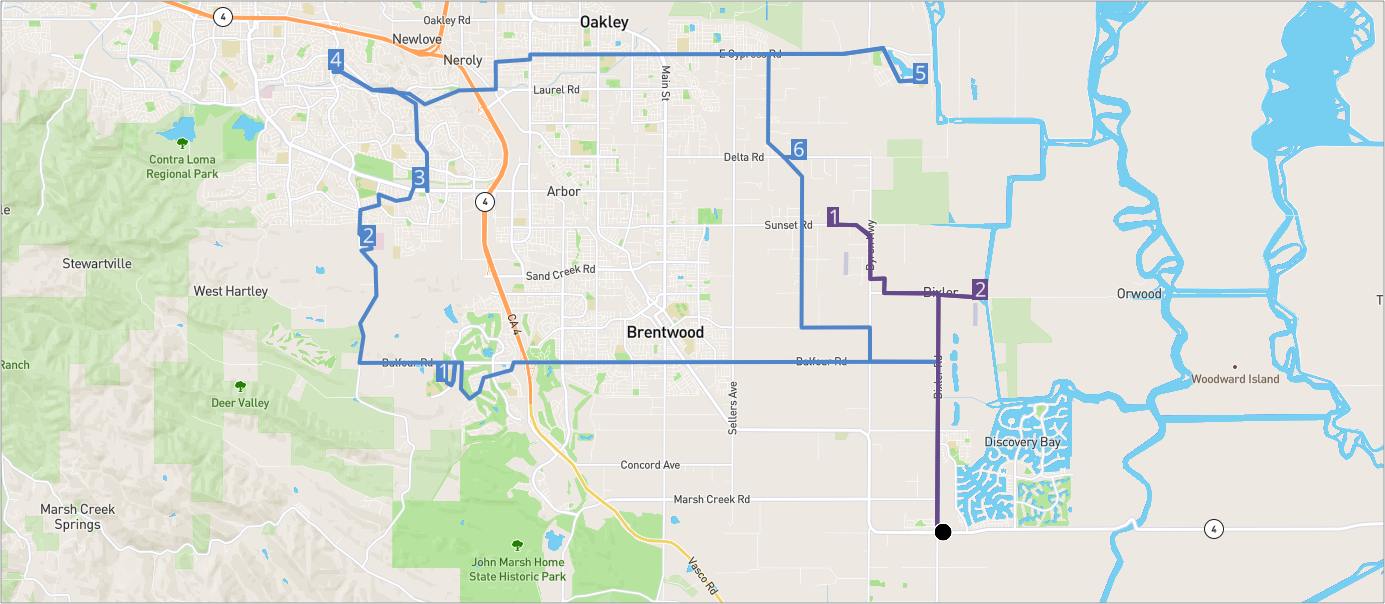 4
Oakley Rd
Oakley
Newlove
Neroly
E Cypress Rd
4
5
Laurel Rd
Main St
Contra Loma
Regional Park
Delta Rd
6
3
Arbor
4
le
1
Sunset Rd
2
Byron Hwy
Stewartville
Sand Creek Rd
West Hartley
Bixler
2
Orwood
T
CA 4
Brentwood
Ranch
Balfour Rd
1
Balfour Rd
Bixler Rd
Deer Valley
Sellers Ave
Woodward Island
Discovery Bay
Concord Ave
Marsh Creek Rd
Marsh Creek
Springs
4
John Marsh Home
State Historic Park
Vasco Rd